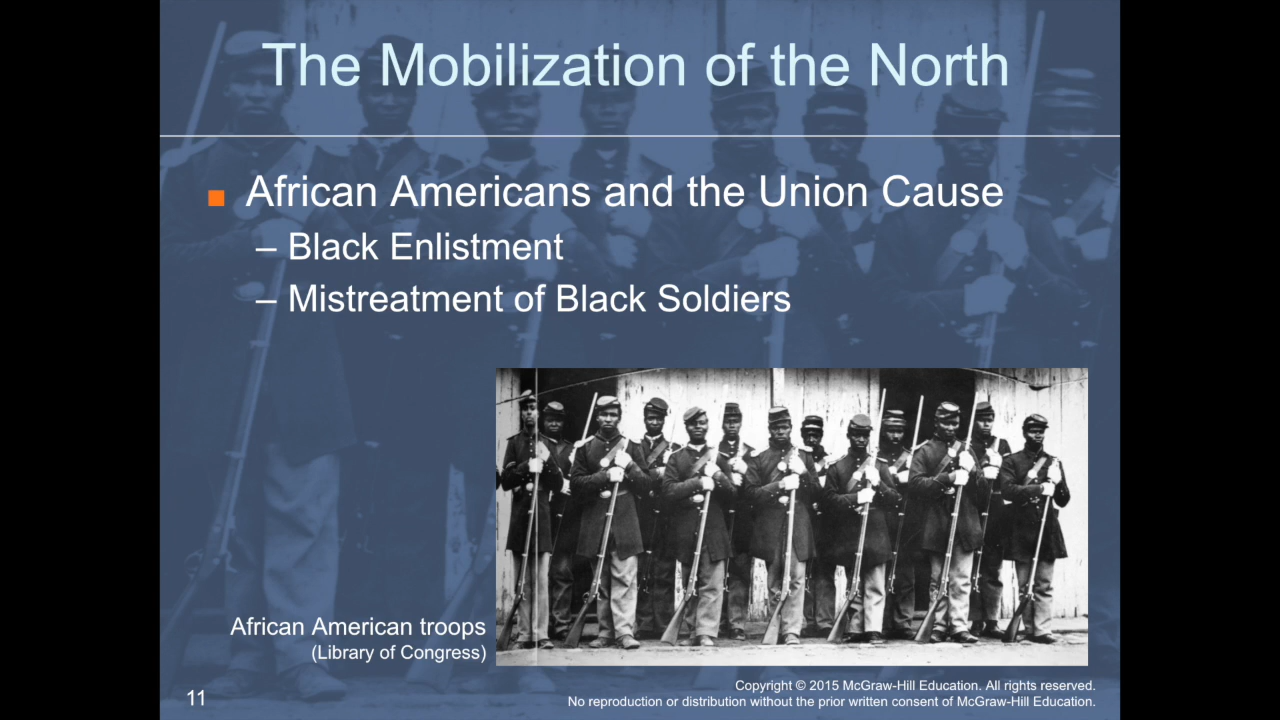 The Mobilization of the North
■ African Americans and the Union Cause
– Black Enlistment
– Mistreatment of Black Soldiers
African American troops
(Library of Congress)
11
Copyright © 2015 McGraw-Hill Education. All rights reserved.
No reproduction or distribution without the prior written consent of McGraw-Hill Education.